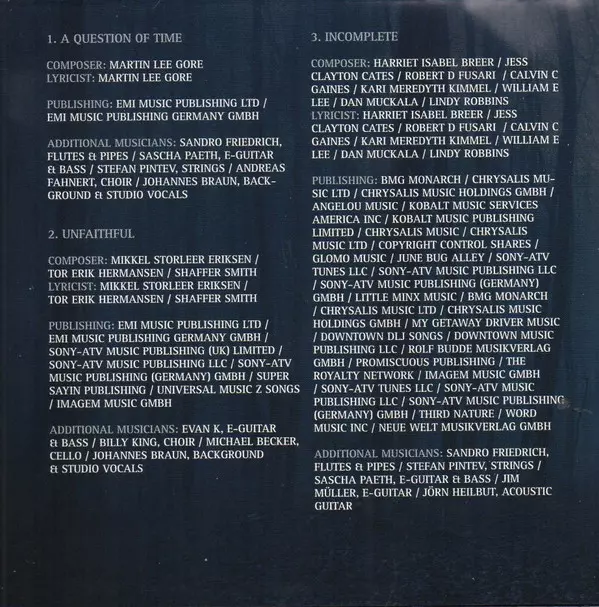 1. A QUESTION OF TIME
COMPOSER: MARTIN LEE GORE
LYRICIST: MARTIN LEE GORE
PUBLISHING: EMI MUSIC PUBLISHING LTD /
EMI MUSIC PUBLISHING GERMANY GMBH
ADDITIONAL MUSICIANS: SANDRO FRIEDRICH,
FLUTES & PIPES / SASCHA PAETH, E-GUITAR
& BASS / STEFAN PINTEV, STRINGS / ANDREAS
FAHNERT, CHOIR / JOHANNES BRAUN, BACK-
GROUND & STUDIO VOCALS
2. UNFAITHFUL
COMPOSER: MIKKEL STORLEER ERIKSEN /
TOR ERIK HERMANSEN / SHAFFER SMITH
LYRICIST: MIKKEL STORLEER ERIKSEN /
TOR ERIK HERMANSEN / SHAFFER SMITH
PUBLISHING: EMI MUSIC PUBLISHING LTD /
EMI MUSIC PUBLISHING GERMANY GMBH /
SONY-ATV MUSIC PUBLISHING (UK) LIMITED /
SONY-ATV MUSIC PUBLISHING LLC / SONY-ATV
MUSIC PUBLISHING (GERMANY) GMBH / SUPER
SAYIN PUBLISHING / UNIVERSAL MUSIC Z SONGS
/ IMAGEM MUSIC GMBH
ADDITIONAL MUSICIANS: EVAN K, E-GUITAR
& BASS / BILLY KING, CHOIR / MICHAEL BECKER,
CELLO / JOHANNES BRAUN, BACKGROUND
& STUDIO VOCALS
3. INCOMPLETE
COMPOSER: HARRIET ISABEL BREER / JESS
CLAYTON CATES / ROBERT D FUSARI / CALVIN C
GAINES / KARI MEREDYTH KIMMEL / WILLIAM E
LEE / DAN MUCKALA / LINDY ROBBINS
LYRICIST: HARRIET ISABEL BREER / JESS
CLAYTON CATES / ROBERT D FUSARI / CALVIN C
GAINES / KARI MEREDYTH KIMMEL / WILLIAM E
LEE / DAN MUCKALA / LINDY ROBBINS
PUBLISHING: BMG MONARCH / CHRYSALIS MU-
SIC LTD / CHRYSALIS MUSIC HOLDINGS GMBH /
ANGELOU MUSIC / KOBALT MUSIC SERVICES
AMERICA INC / KOBALT MUSIC PUBLISHING
LIMITED / CHRYSALIS MUSIC / CHRYSALIS
MUSIC LTD / COPYRIGHT CONTROL SHARES /
GLOMO MUSIC / JUNE BUG ALLEY / SONY-ATV
TUNES LLC / SONY-ATV MUSIC PUBLISHING LLC
/ SONY-ATV MUSIC PUBLISHING (GERMANY)
GMBH / LITTLE MINX MUSIC / BMG MONARCH
/ CHRYSALIS MUSIC LTD / CHRYSALIS MUSIC
HOLDINGS GMBH / MY GETAWAY DRIVER MUSIC
/ DOWNTOWN DLJ SONGS / DOWNTOWN MUSIC
PUBLISHING LLC / ROLF BUDDE MUSIKVERLAG
GMBH / PROMISCIOUS PUBLISHING / THE
ROYALTY NETWORK / IMAGEM MUSIC GMBH
/ SONY-ATV TUNES LLC / SONY-ATV MUSIC
PUBLISHING LLC / SONY-ATV MUSIC PUBLISHING
(GERMANY) GMBH / THIRD NATURE / WORD
MUSIC INC / NEUE WELT MUSIKVERLAG GMBH
ADDITIONAL MUSICIANS: SANDRO FRIEDRICH,
FLUTES & PIPES / STEFAN PINTEV, STRINGS /
SASCHA PAETH, E-GUITAR & BASS / JIM
MÜLLER, E-GUITAR / JÖRN HEILBUT, ACOUSTIC
GUITAR